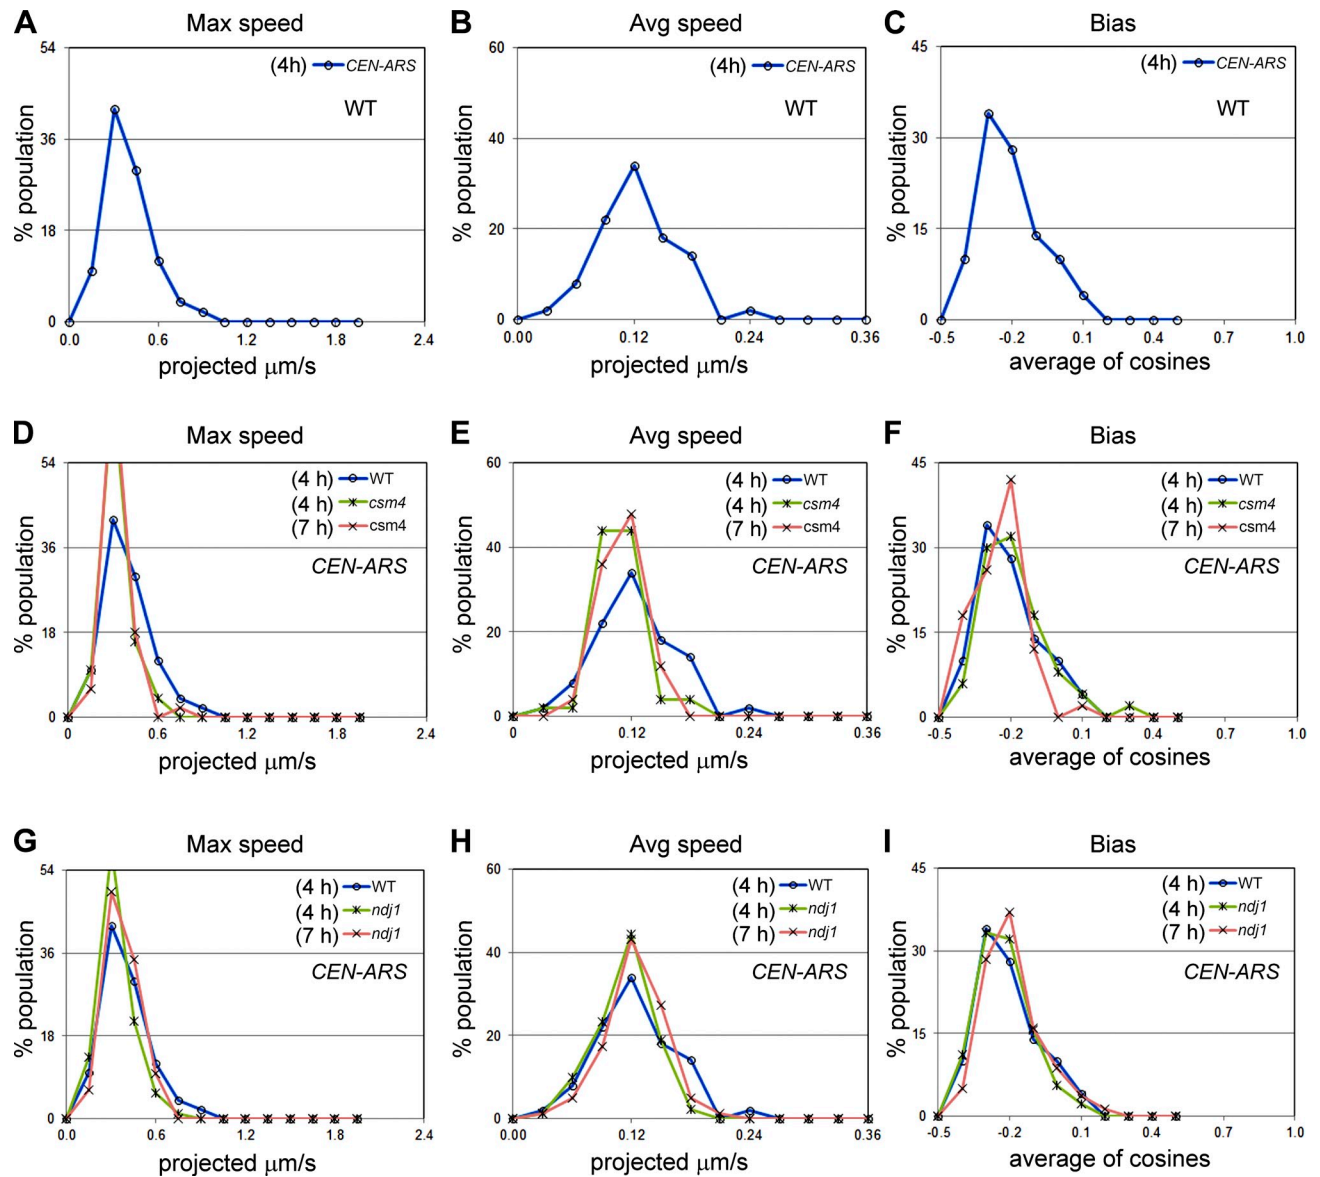 A Max speed
54
36
18
0
% population
(4h) CEN-ARS
WT
0.0 0.6 1.2 1.8 2.4
projected μm/s
B Avg speed
60
40
20
0
% population
(4h) CEN-ARS
WT
0.00 0.12 0.24 0.36
projected μm/s
C Bias
45
30
15
0
% population
(4h) CEN-ARS
WT
-0.5 -0.2 0.1 0.4 0.7 1.0
average of cosines
D Max speed
54
36
18
0
% population
(4 h) WT
(4 h) csm4
(7 h) csm4
CEN-ARS
0 0.6 1.2 1.8 2.4
projected μm/s
E Avg speed
60
40
20
0
% population
(4 h) WT
(4 h) csm4
(7 h) csm4
CEN-ARS
0 0.12 0.24 0.36
projected μm/s
F Bias
45
30
15
0
% population
(4 h) WT
(4 h) csm4
(7 h) csm4
CEN-ARS
-0.5 -0.2 0.1 0.4 0.7 1.0
average of cosines
G Max speed
54
36
18
0
% population
(4 h) WT
(4 h) ndj1
(7 h) ndj1
CEN-ARS
0.0 0.6 1.2 1.8 2.4
projected μm/s
H Avg speed
60
40
20
0
% population
(4 h) WT
(4 h) ndj1
(7 h) ndj1
CEN-ARS
0.00 0.12 0.24 0.36
projected μm/s
I Bias
45
30
15
0
% population
(4 h) WT
(4 h) ndj1
(7 h) ndj1
CEN-ARS
-0.5 -0.2 0.1 0.4 0.7 1.0
average of cosines